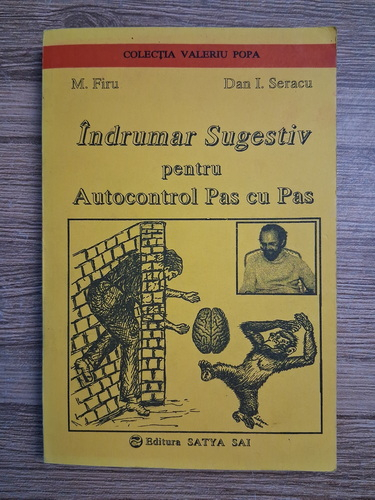 COLECȚIA VALERIU POPA
M. Firu Dan I. Seracu
Îndrumar Sugestiv
pentru
Autocontrol Pas cu Pas
Editura SATYA SAI